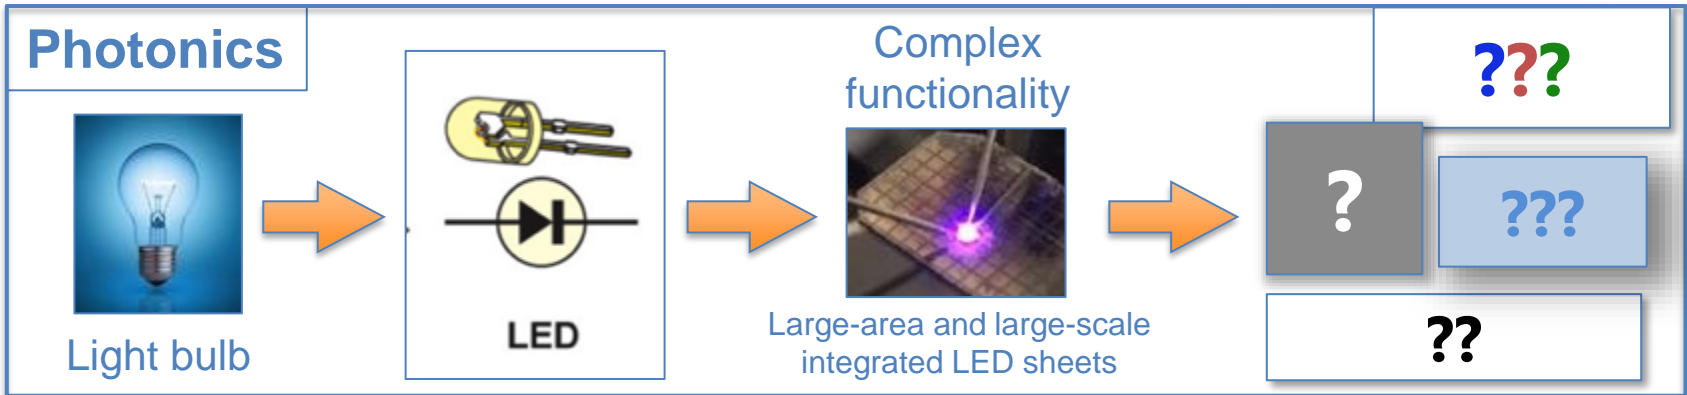 Photonics
Light bulb
LED
Complex
functionality
Large-area and large-scale
integrated LED sheets
???
?
???
??